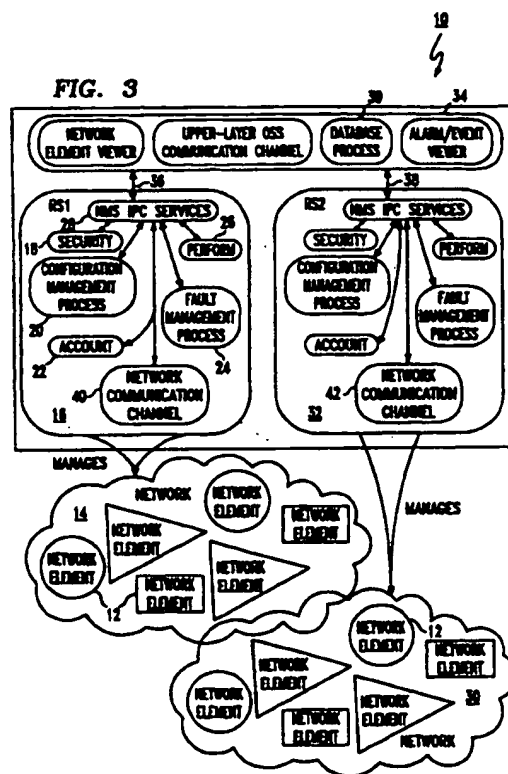 10
FIG. 3
39
34
NETWORK ELEMENT VIEWER
UPPER-LAYER OSS COMMUNICATION CHANNEL
DATABASE PROCESS
ALARM/EVENT VIEWER
36
38
RS1
NMS IPC SERVICES
28
26
18
SECURITY
PERFORM
CONFIGURATION MANAGEMENT PROCESS
20
FAULT MANAGEMENT PROCESS
24
ACCOUNT
22
40
NETWORK COMMUNICATION CHANNEL
16
RS2
NMS IPC SERVICES
SECURITY
PERFORM
CONFIGURATION MANAGEMENT PROCESS
FAULT MANAGEMENT PROCESS
ACCOUNT
42
NETWORK COMMUNICATION CHANNEL
32
MANAGES
MANAGES
14
NETWORK
NETWORK ELEMENT
NETWORK ELEMENT
NETWORK ELEMENT
NETWORK ELEMENT
NETWORK ELEMENT
NETWORK ELEMENT
12
NETWORK ELEMENT
12
NETWORK ELEMENT
NETWORK ELEMENT
NETWORK ELEMENT
NETWORK ELEMENT
NETWORK ELEMENT
30
NETWORK